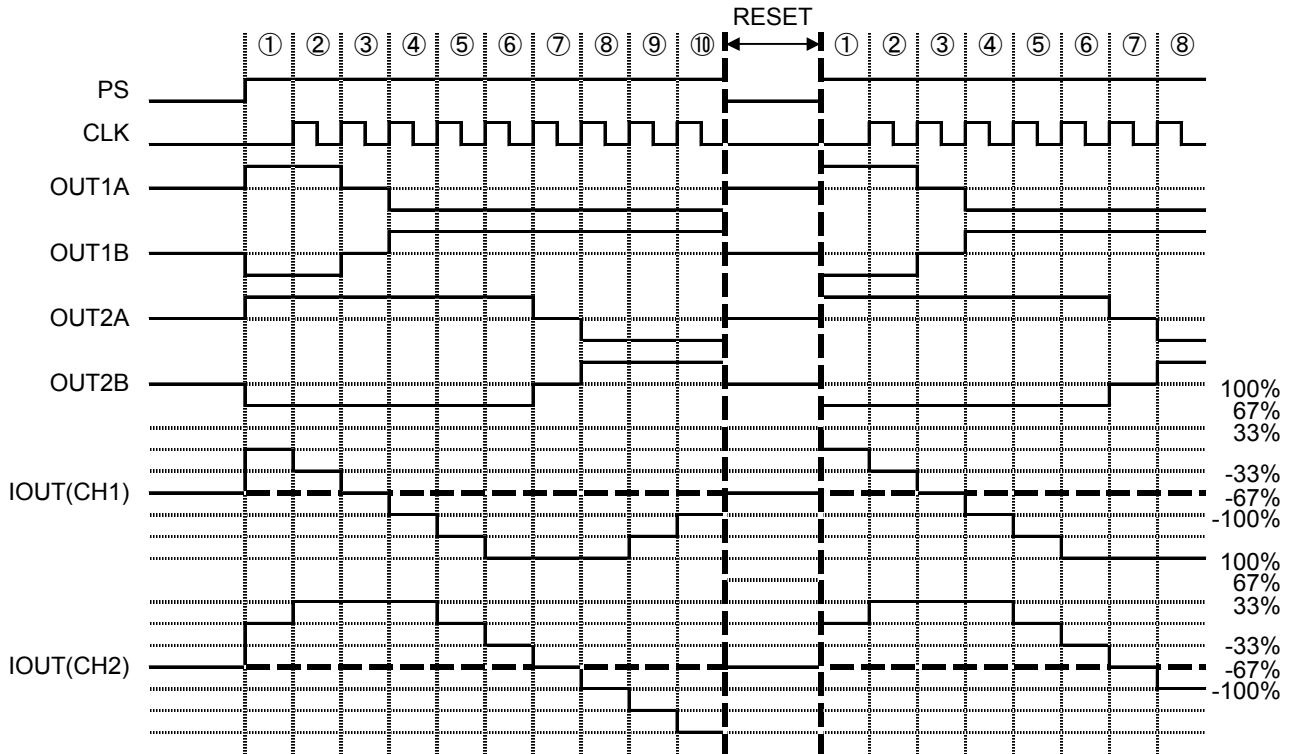 RESET
① ② ③ ④ ⑤ ⑥ ⑦ ⑧ ⑨ ⑩ ① ② ③ ④ ⑤ ⑥ ⑦ ⑧
PS
CLK
OUT1A
OUT1B
OUT2A
OUT2B
100%
67%
33%
IOUT(CH1)
-33%
-67%
-100%
100%
67%
33%
IOUT(CH2)
-33%
-67%
-100%